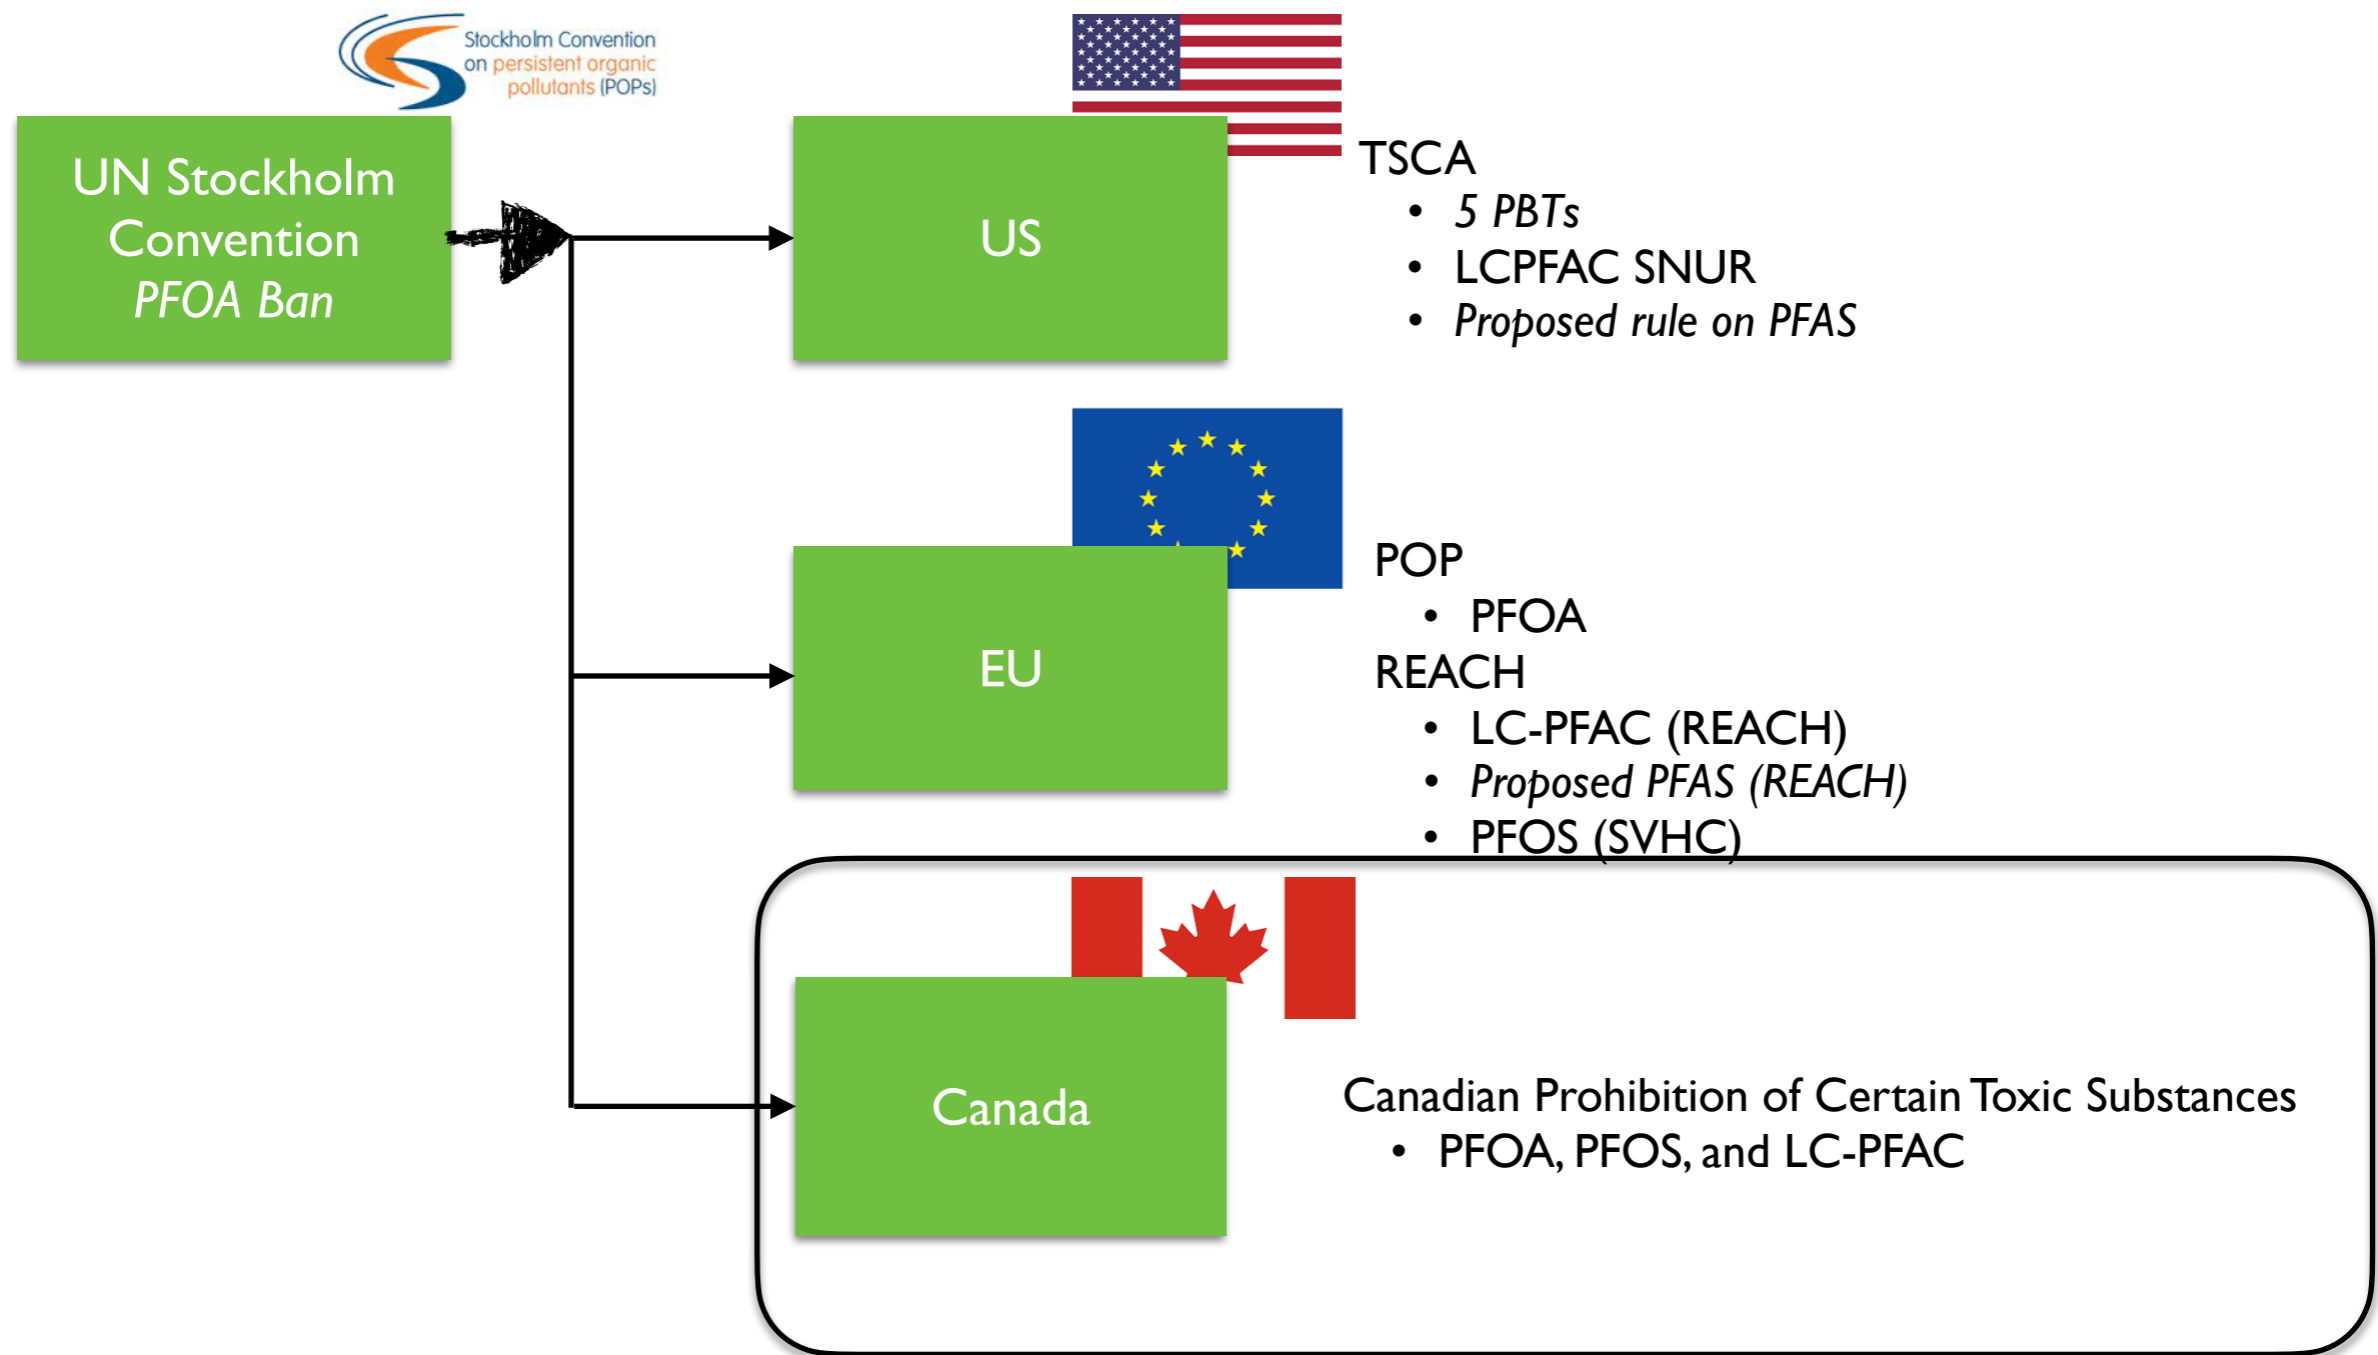 Stockholm Convention
on persistent organic
pollutants (POPs)
UN Stockholm
Convention
PFOA Ban
US
TSCA
• 5 PBTs
• LCPFAC SNUR
• Proposed rule on PFAS
EU
POP
• PFOA
REACH
• LC-PFAC (REACH)
• Proposed PFAS (REACH)
• PFOS (SVHC)
Canada
Canadian Prohibition of Certain Toxic Substances
• PFOA, PFOS, and LC-PFAC